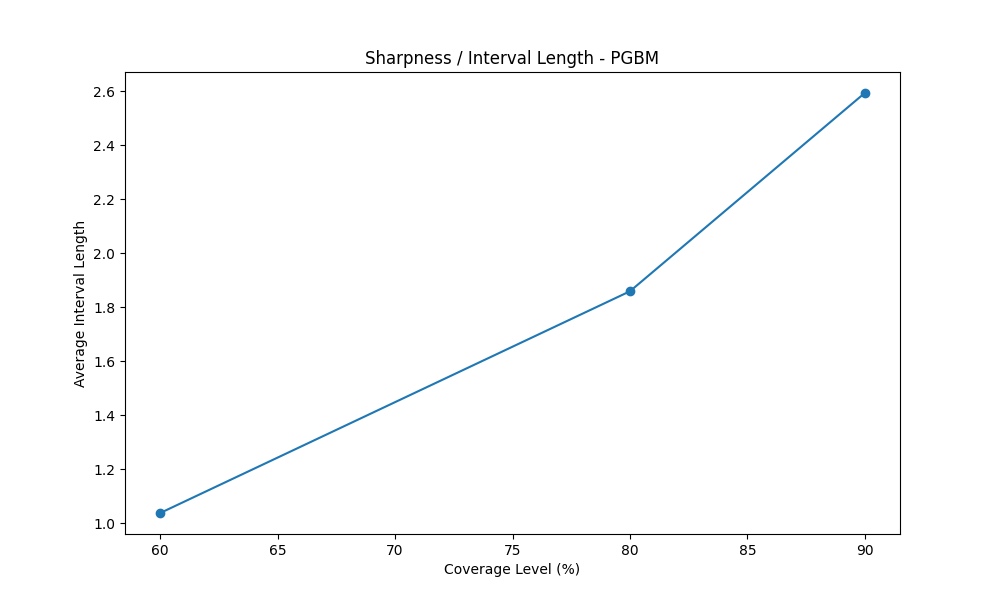 Sharpness / Interval Length - PGBM
2.6
2.4
2.2
2.0
1.8
1.6
1.4
1.2
1.0
Average Interval Length
60 65 70 75 80 85 90
Coverage Level (%)